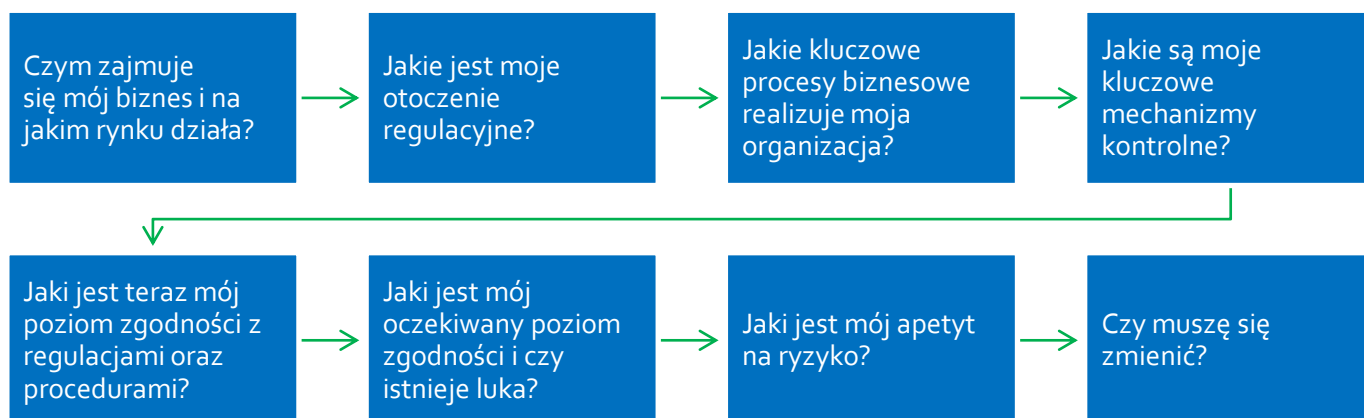 Czym zajmuje
się mój biznes i na
jakim rynku działa?
Jakie jest moje
otoczenie
regulacyjne?
Jakie kluczowe
procesy biznesowe
realizuje moja
organizacja?
Jakie są moje
kluczowe
mechanizmy
kontrolne?
Jaki jest teraz mój
poziom zgodności z
regulacjami oraz
procedurami?
Jaki jest mój
oczekiwany poziom
zgodności i czy
istnieje luka?
Jaki jest mój apetyt
na ryzyko?
Czy muszę się
zmienić?